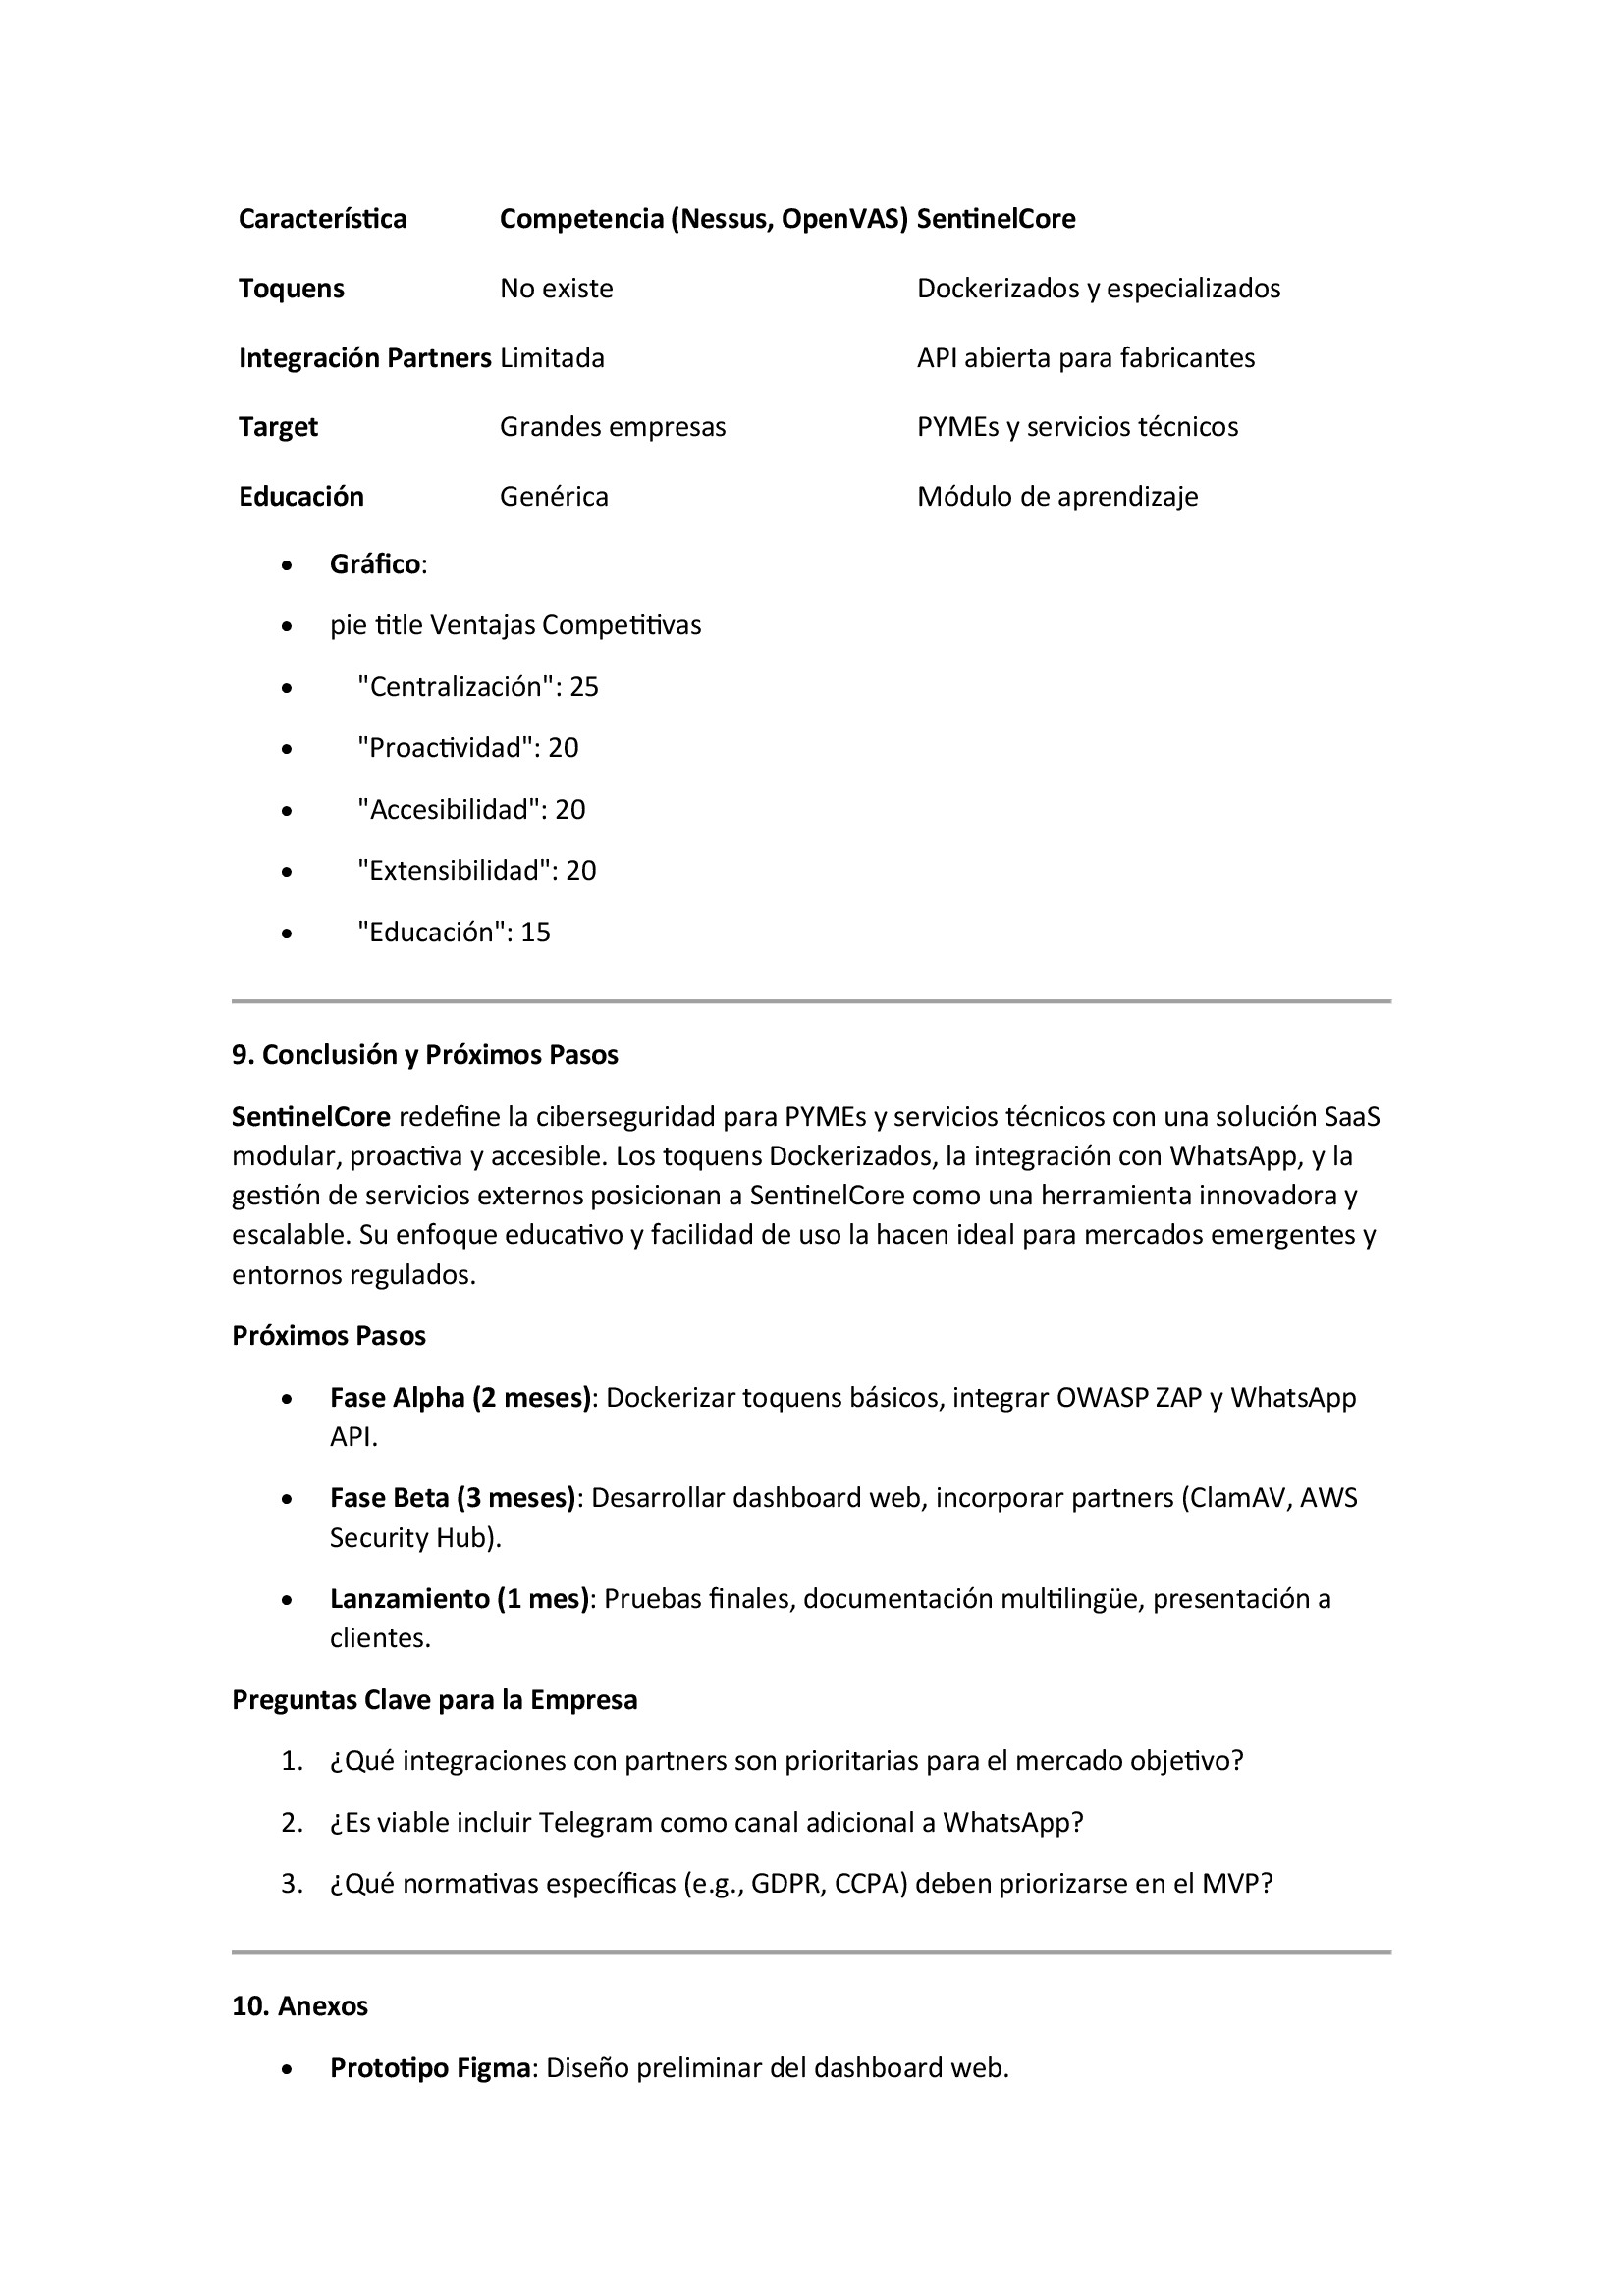 Característica Competencia (Nessus, OpenVAS) SentinelCore
Toquens No existe Dockerizados y especializados
Integración Partners Limitada API abierta para fabricantes
Target Grandes empresas PYMEs y servicios técnicos
Educación Genérica Módulo de aprendizaje
• Gráfico:
• pie title Ventajas Competitivas
• "Centralización": 25
• "Proactividad": 20
• "Accesibilidad": 20
• "Extensibilidad": 20
• "Educación": 15
9. Conclusión y Próximos Pasos
SentinelCore redefine la ciberseguridad para PYMEs y servicios técnicos con una solución SaaS
modular, proactiva y accesible. Los toquens Dockerizados, la integración con WhatsApp, y la
gestión de servicios externos posicionan a SentinelCore como una herramienta innovadora y
escalable. Su enfoque educativo y facilidad de uso la hacen ideal para mercados emergentes y
entornos regulados.
Próximos Pasos
• Fase Alpha (2 meses): Dockerizar toquens básicos, integrar OWASP ZAP y WhatsApp
API.
• Fase Beta (3 meses): Desarrollar dashboard web, incorporar partners (ClamAV, AWS
Security Hub).
• Lanzamiento (1 mes): Pruebas finales, documentación multilingüe, presentación a
clientes.
Preguntas Clave para la Empresa
1. ¿Qué integraciones con partners son prioritarias para el mercado objetivo?
2. ¿Es viable incluir Telegram como canal adicional a WhatsApp?
3. ¿Qué normativas específicas (e.g., GDPR, CCPA) deben priorizarse en el MVP?
10. Anexos
• Prototipo Figma: Diseño preliminar del dashboard web.